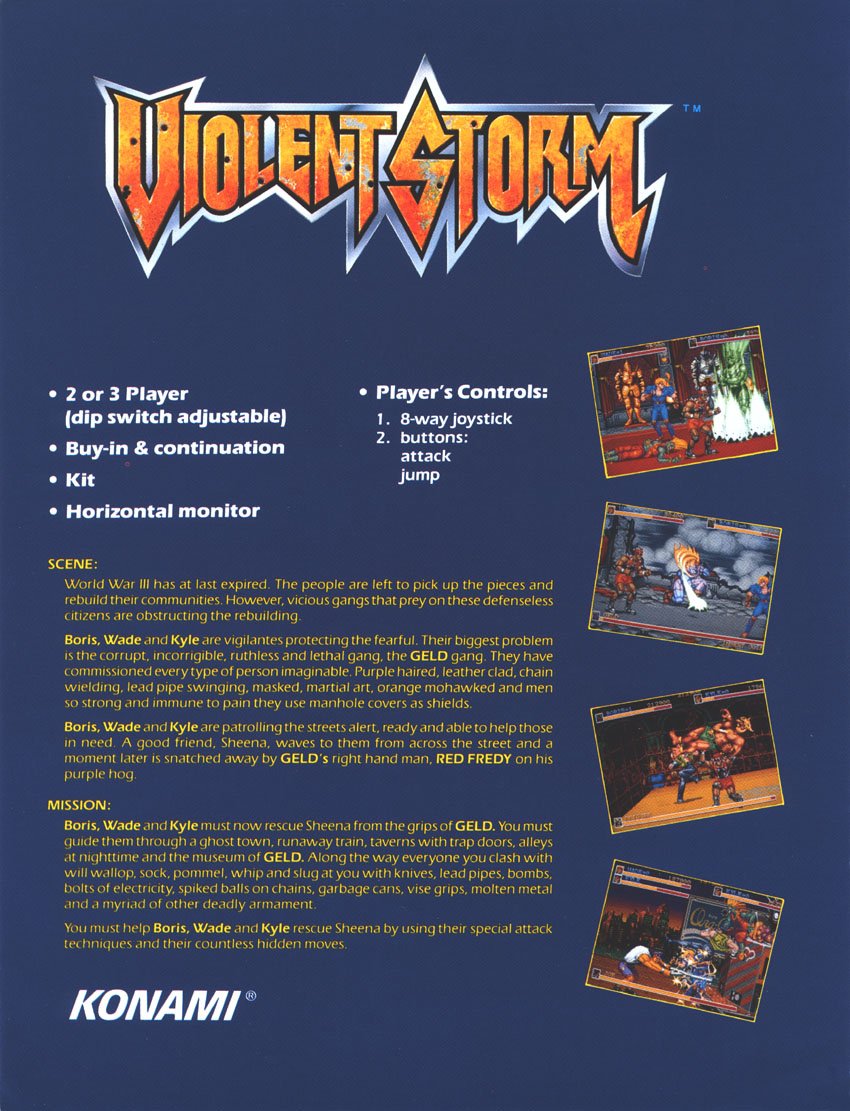 VIOLENT STORM
TM
• 2 or 3 Player
(dip switch adjustable)
• Buy-in & continuation
• Kit
• Horizontal monitor
• Player's Controls:
1. 8-way joystick
2. buttons:
attack
jump
SCENE:
World War III has at last expired. The people are left to pick up the pieces and
rebuild their communities. However, vicious gangs that prey on these defenseless
citizens are obstructing the rebuilding.
Boris, Wade and Kyle are vigilantes protecting the fearful. Their biggest problem
is the corrupt, incorrigible, ruthless and lethal gang, the GELD gang. They have
commissioned every type of person imaginable. Purple haired, leather clad, chain
wielding, lead pipe swinging, masked, martial art, orange mohawked and men
so strong and immune to pain they use manhole covers as shields.
Boris, Wade and Kyle are patrolling the streets alert, ready and able to help those
in need. A good friend, Sheena, waves to them from across the street and a
moment later is snatched away by GELD's right hand man, RED FREDY on his
purple hog.
MISSION:
Boris, Wade and Kyle must now rescue Sheena from the grips of GELD. You must
guide them through a ghost town, runaway train, taverns with trap doors, alleys
at nighttime and the museum of GELD. Along the way everyone you clash with
will wallop, sock, pommel, whip and slug at you with knives, lead pipes, bombs,
bolts of electricity, spiked balls on chains, garbage cans, vise grips, molten metal
and a myriad of other deadly armament.
You must help Boris, Wade and Kyle rescue Sheena by using their special attack
techniques and their countless hidden moves.
KONAMI®